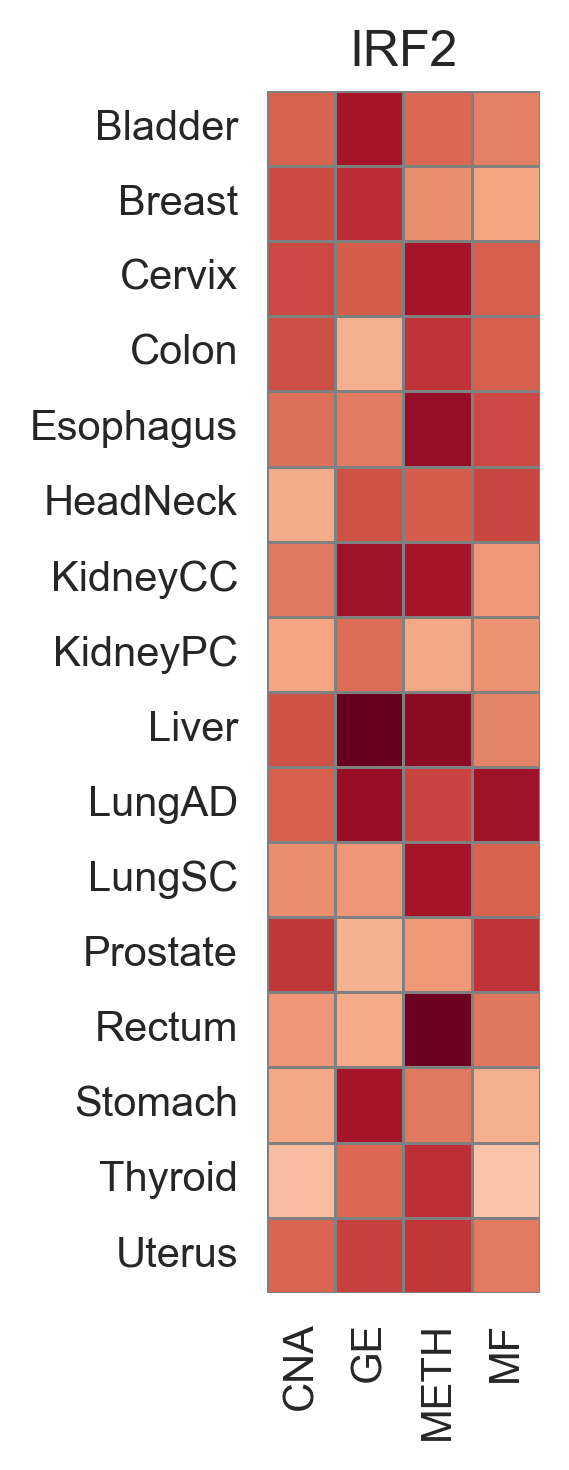 IRF2
Bladder
Breast
Cervix
Colon
Esophagus
HeadNeck
KidneyCC
KidneyPC
Liver
LungAD
LungSC
Prostate
Rectum
Stomach
Thyroid
Uterus
CNA
GE
METH
MF